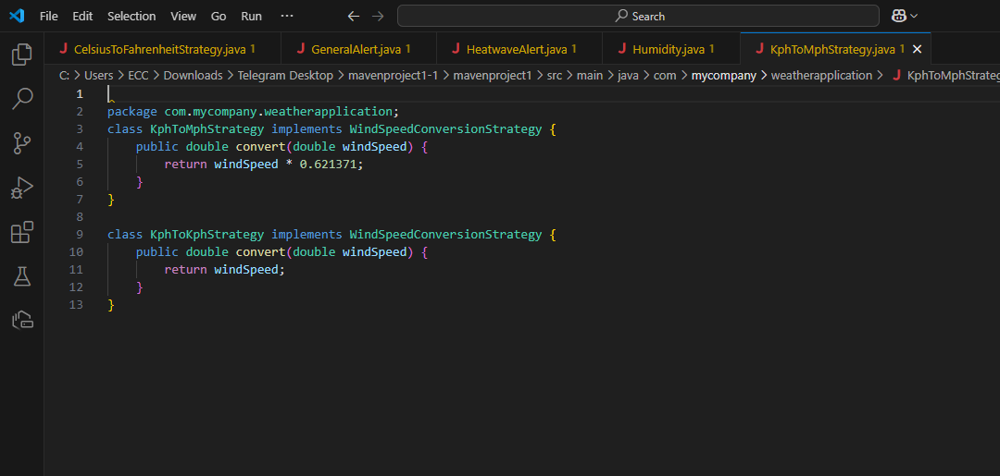 File Edit Selection View Go Run ··· Search
CelsiusToFahrenheitStrategy.java 1 GeneralAlert.java 1 HeatwaveAlert.java 1 Humidity.java 1 KphToMphStrategy.java 1
C: > Users > ECC > Downloads > Telegram Desktop > mavenproject1-1 > mavenproject1 > src > main > java > com > mycompany > weatherapplication > KphToMphStrateg
1
2 package com.mycompany.weatherapplication;
3 class KphToMphStrategy implements WindSpeedConversionStrategy {
4 public double convert(double windSpeed) {
5 return windSpeed * 0.621371;
6 }
7 }
8
9 class KphToKphStrategy implements WindSpeedConversionStrategy {
10 public double convert(double windSpeed) {
11 return windSpeed;
12 }
13 }